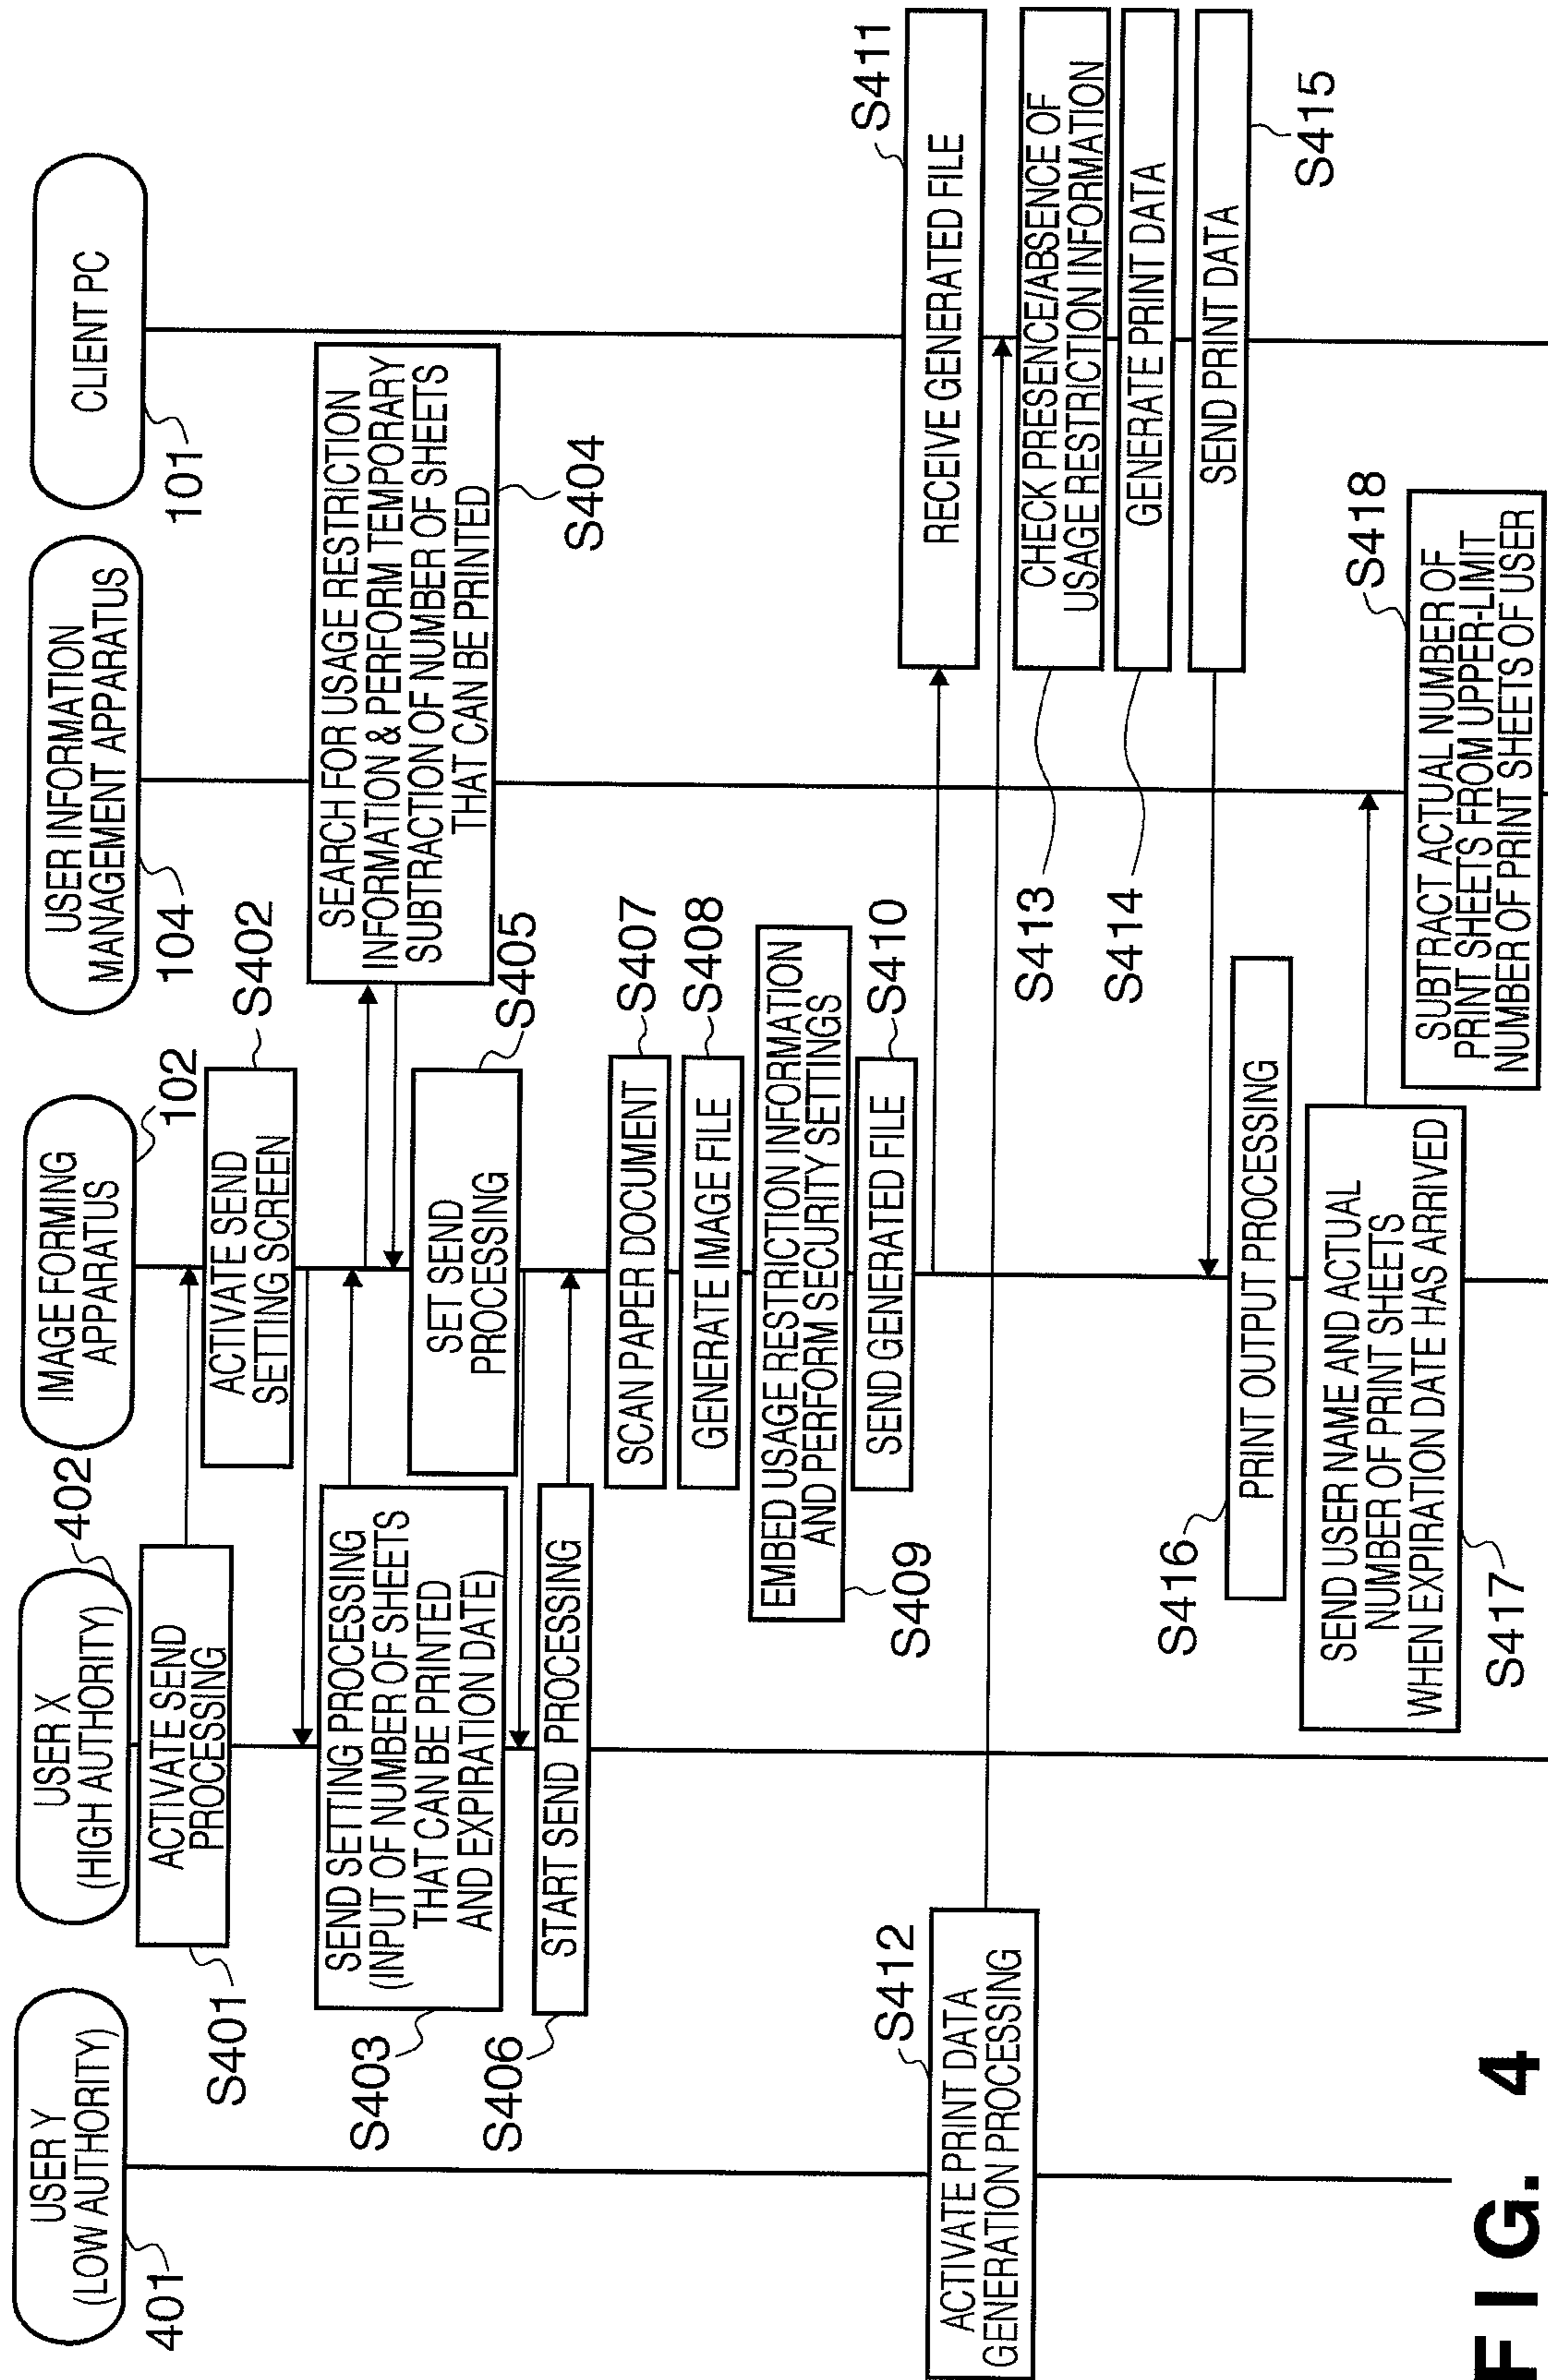 USER Y
(LOW AUTHORITY)
401
USER X
(HIGH AUTHORITY)
402
IMAGE FORMING
APPARATUS
102
USER INFORMATION
MANAGEMENT APPARATUS
104
CLIENT PC
101
ACTIVATE SEND
PROCESSING
S401
ACTIVATE SEND
SETTING SCREEN
S402
SEND SETTING PROCESSING
(INPUT OF NUMBER OF SHEETS
THAT CAN BE PRINTED
AND EXPIRATION DATE)
S403
SEARCH FOR USAGE RESTRICTION
INFORMATION & PERFORM TEMPORARY
SUBTRACTION OF NUMBER OF SHEETS
THAT CAN BE PRINTED
S404
SET SEND
PROCESSING
S405
START SEND PROCESSING
S406
SCAN PAPER DOCUMENT
S407
GENERATE IMAGE FILE
S408
EMBED USAGE RESTRICTION INFORMATION
AND PERFORM SECURITY SETTINGS
S409
SEND GENERATED FILE
S410
RECEIVE GENERATED FILE
S411
ACTIVATE PRINT DATA
GENERATION PROCESSING
S412
CHECK PRESENCE/ABSENCE OF
USAGE RESTRICTION INFORMATION
S413
GENERATE PRINT DATA
S414
SEND PRINT DATA
S415
PRINT OUTPUT PROCESSING
S416
SEND USER NAME AND ACTUAL
NUMBER OF PRINT SHEETS
WHEN EXPIRATION DATE HAS ARRIVED
S417
SUBTRACT ACTUAL NUMBER OF
PRINT SHEETS FROM UPPER-LIMIT
NUMBER OF PRINT SHEETS OF USER
S418
FIG. 4